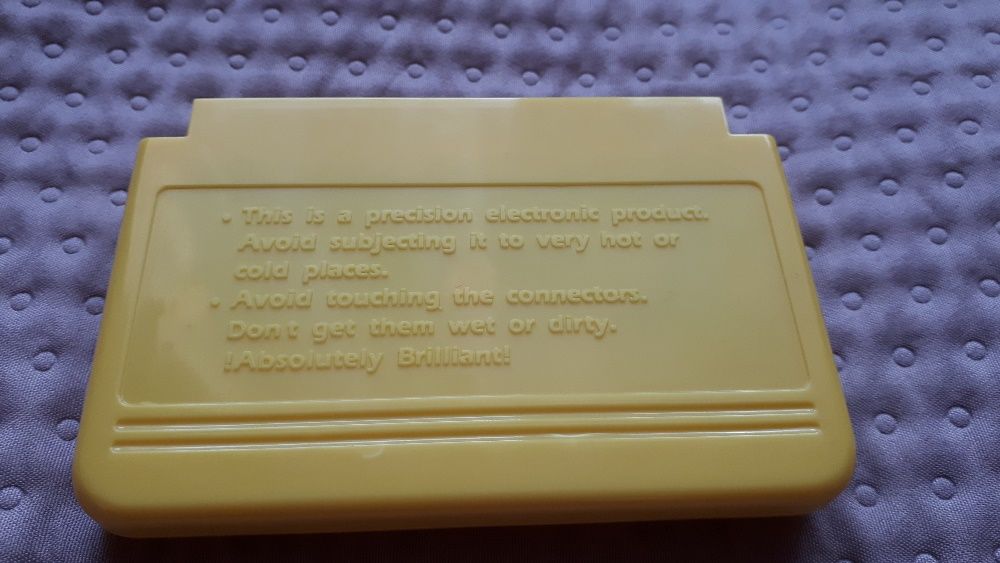 • This is a precision electronic product.
Avoid subjecting it to very hot or
cold places.
• Avoid touching the connectors.
Don t get them wet or dirty.
!Absolutely Brilliant!